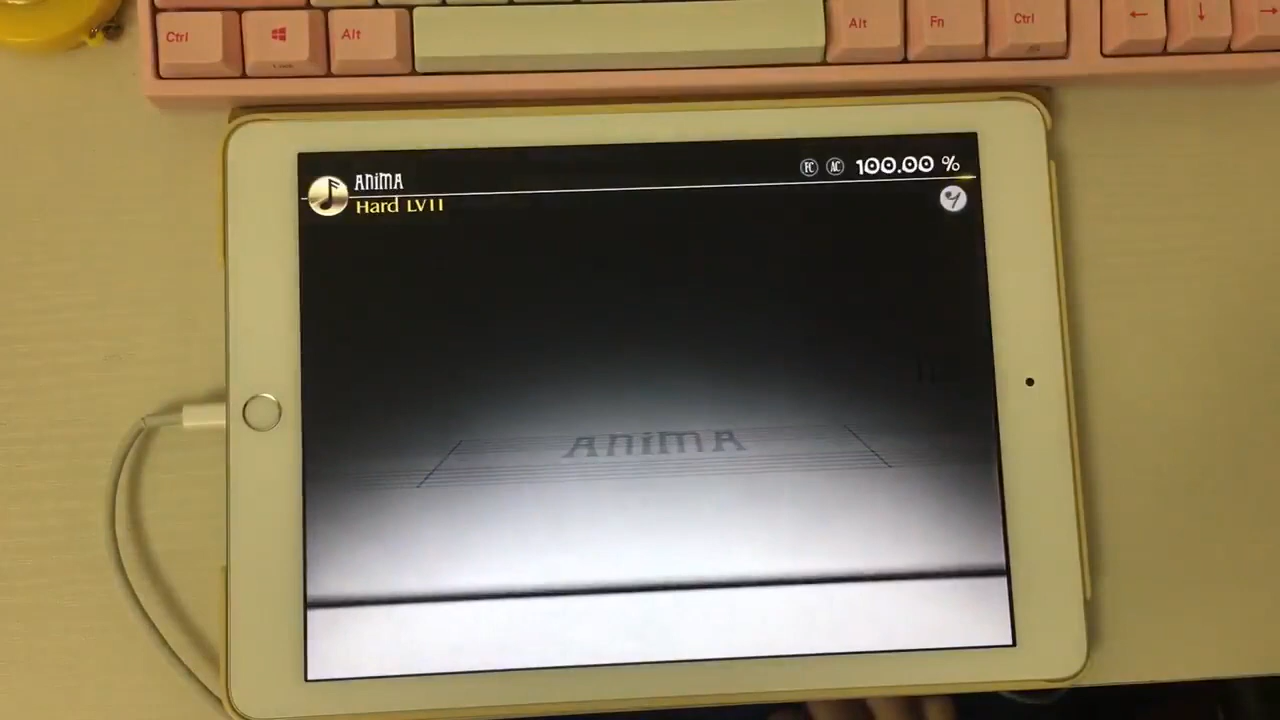 Ctrl Alt Alt Fn Ctrl
ANiMA
FC AC 100.00 %
Hard LV11
ANiMA